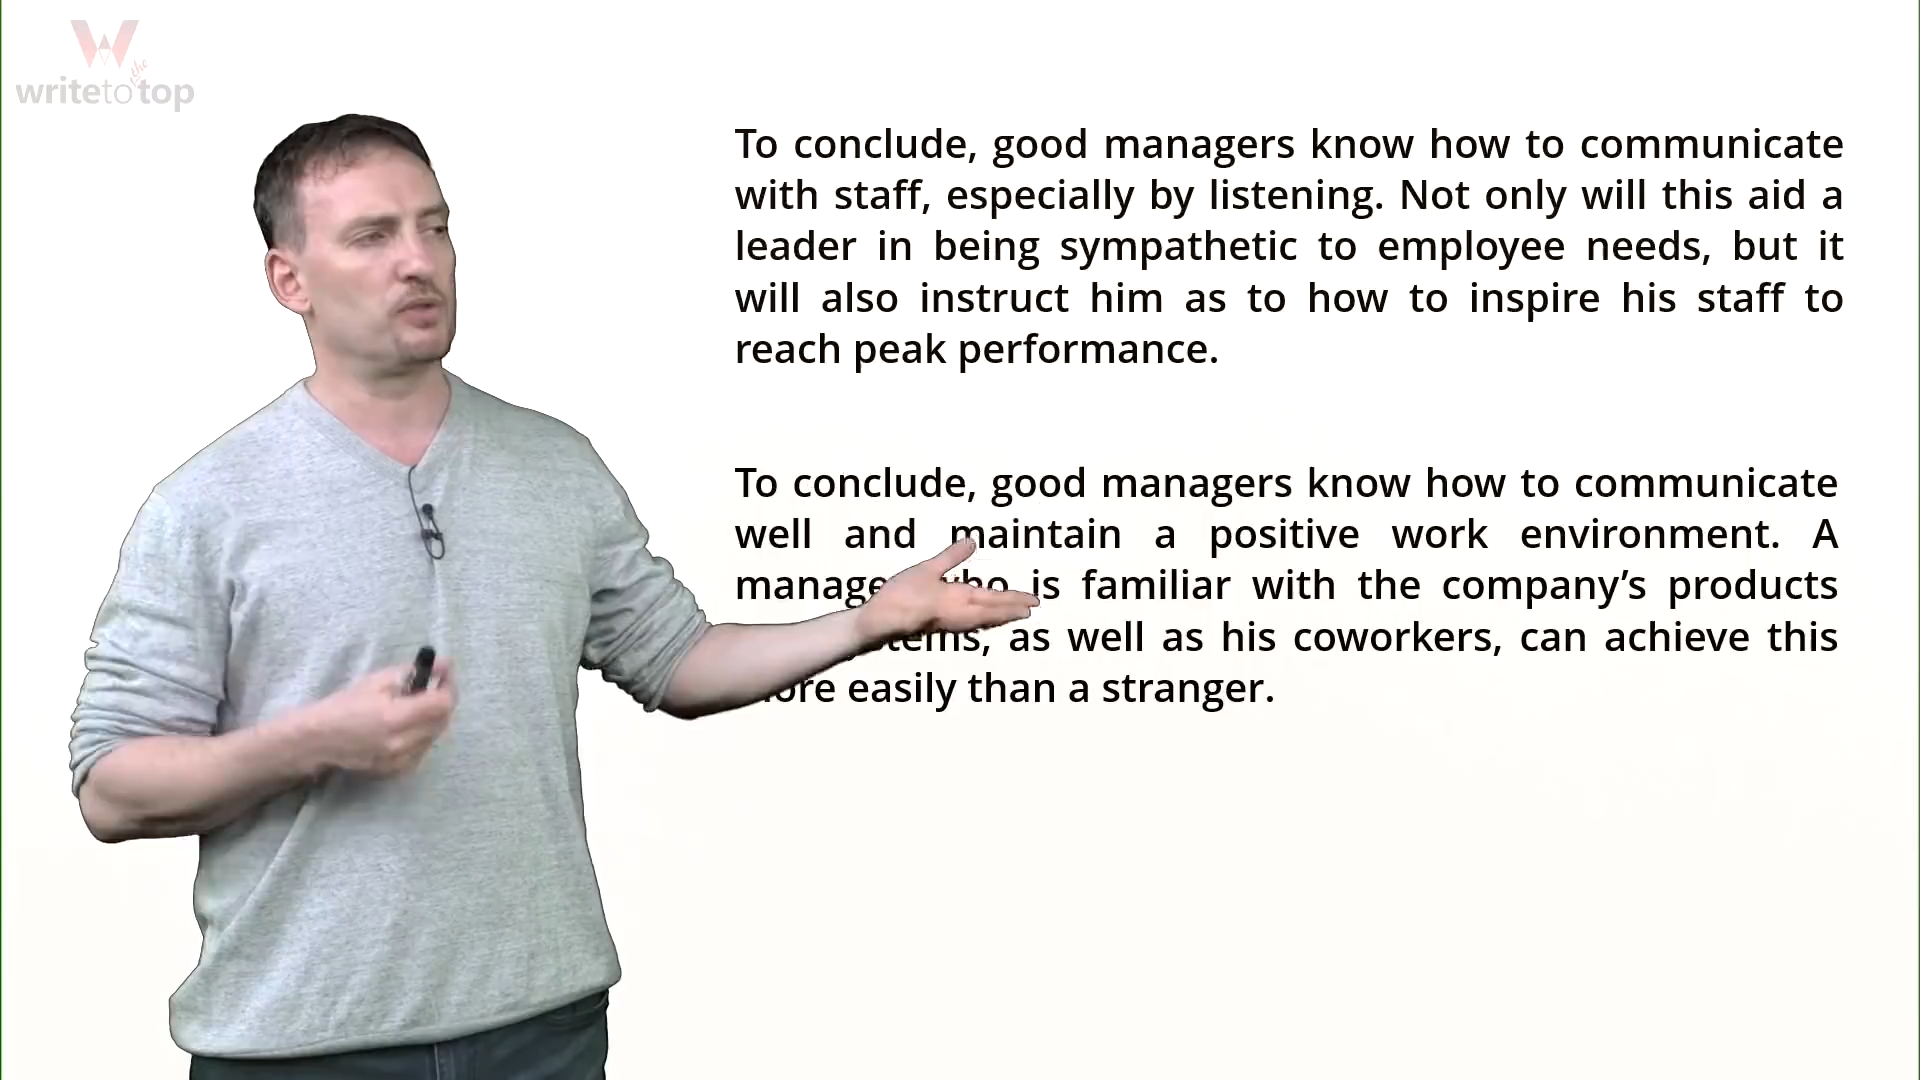 writetothetop
To conclude, good managers know how to communicate
with staff, especially by listening. Not only will this aid a
leader in being sympathetic to employee needs, but it
will also instruct him as to how to inspire his staff to
reach peak performance.
To conclude, good managers know how to communicate
well and maintain a positive work environment. A
who is familiar with the company’s products
as well as his coworkers, can achieve this
easily than a stranger.